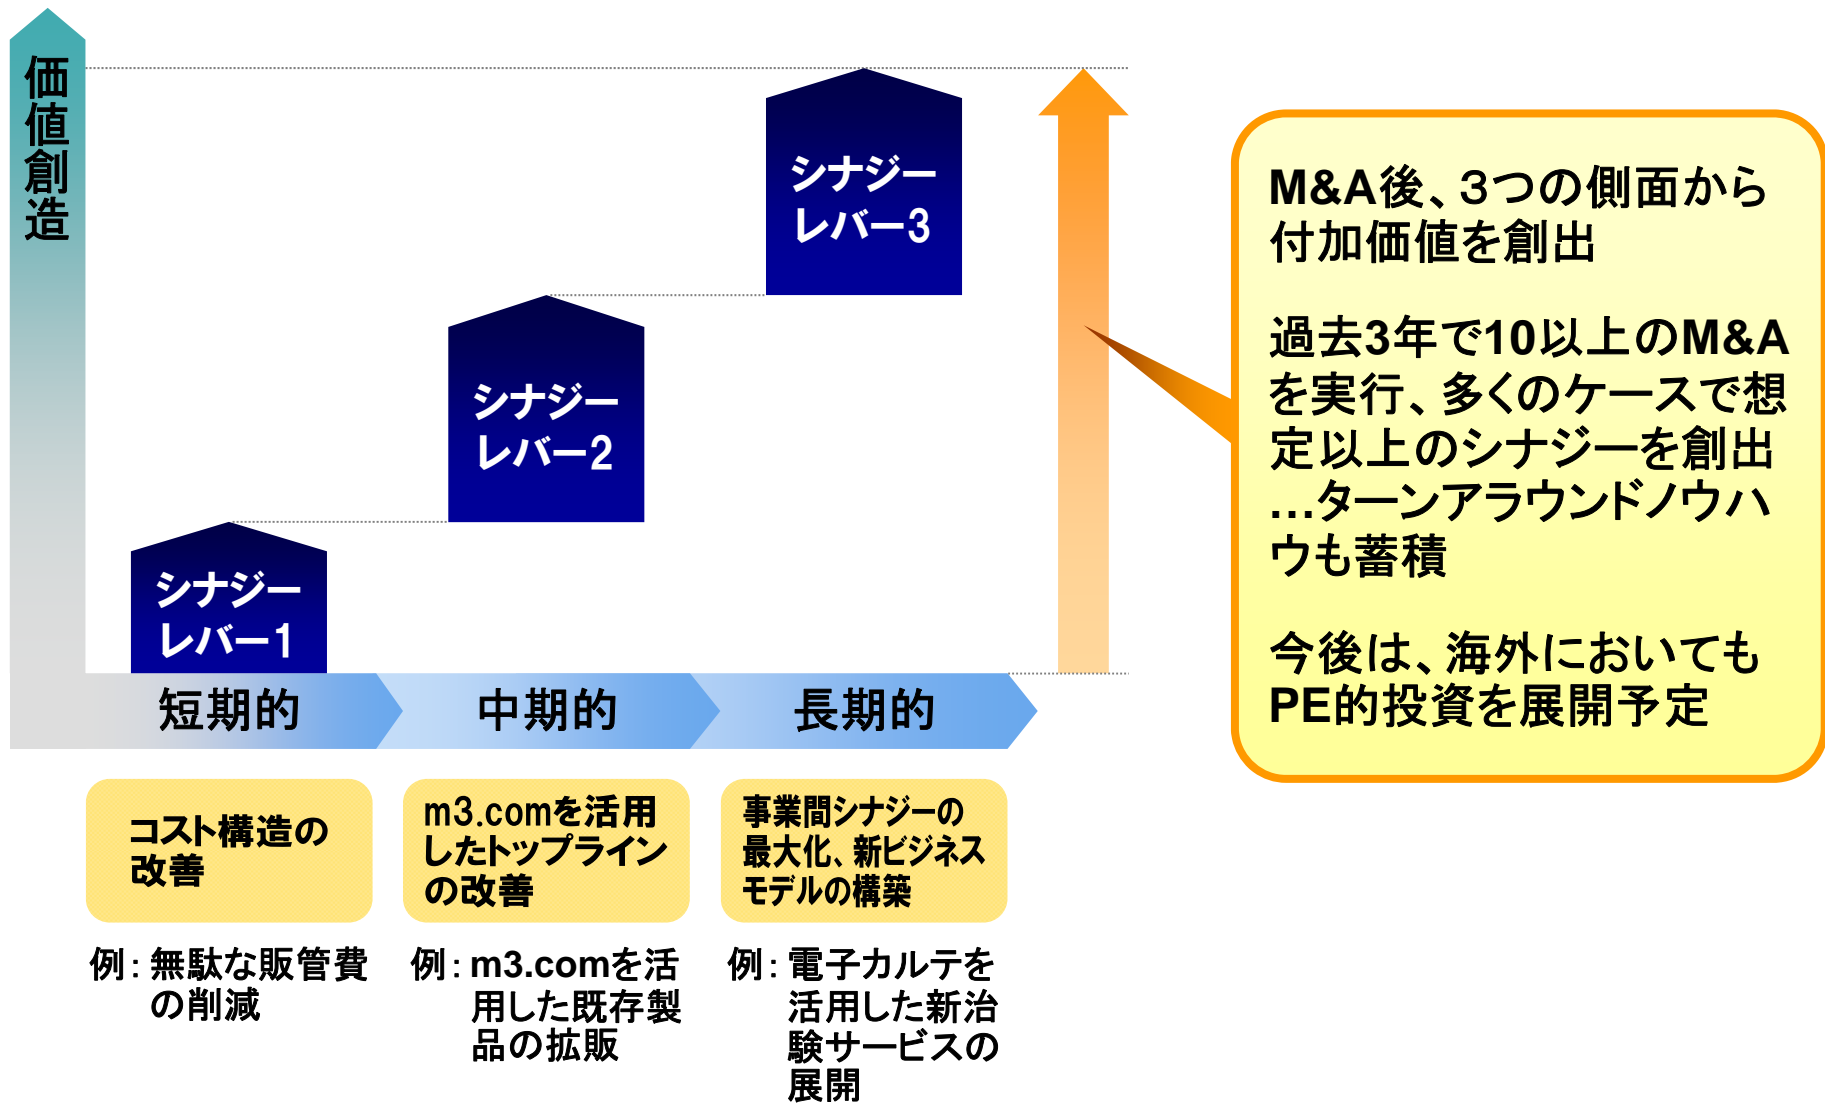 価値創造
シナジー
レバー3
シナジー
レバー2
シナジー
レバー1
短期的
中期的
長期的
コスト構造の
改善
m3.comを活用
したトップライン
の改善
事業間シナジーの
最大化、新ビジネス
モデルの構築
例：無駄な販管費
の削減
例：m3.comを活
用した既存製
品の拡販
例：電子カルテを
活用した新治
験サービスの
展開
M&A後、３つの側面から
付加価値を創出
過去3年で10以上のM&A
を実行、多くのケースで想
定以上のシナジーを創出
…ターンアラウンドノウハ
ウも蓄積
今後は、海外においても
PE的投資を展開予定